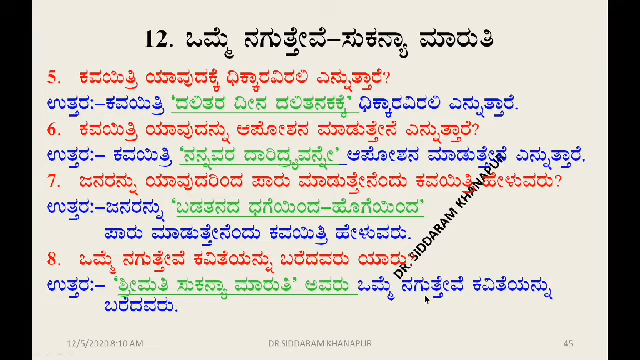 12. ಒಮ್ಮೆ ನಗುತ್ತೇವೆ-ಸುಕನ್ಯಾ ಮಾರುತಿ
5. ಕವಯಿತ್ರಿ ಯಾವುದಕ್ಕೆ ಧಿಕ್ಕಾರವಿರಲಿ ಎನ್ನುತ್ತಾರೆ?
ಉತ್ತರ:-ಕವಯಿತ್ರಿ 'ದಲಿತರ ದೀನ ದಲಿತನಕಕ್ಕೆ' ಧಿಕ್ಕಾರವಿರಲಿ ಎನ್ನುತ್ತಾರೆ.
6. ಕವಯಿತ್ರಿ ಯಾವುದನ್ನು ಆಪೋಶನ ಮಾಡುತ್ತೇನೆ ಎನ್ನುತ್ತಾರೆ?
ಉತ್ತರ:- ಕವಯಿತ್ರಿ 'ನನ್ನವರ ದಾರಿದ್ರ್ಯವನ್ನೇ' ಆಪೋಶನ ಮಾಡುತ್ತೇನೆ ಎನ್ನುತ್ತಾರೆ.
7. ಜನರನ್ನು ಯಾವುದರಿಂದ ಪಾರು ಮಾಡುತ್ತೇನೆಂದು ಕವಯಿತ್ರಿ ಹೇಳುವರು?
ಉತ್ತರ:-ಜನರನ್ನು 'ಬಡತನದ ಧಗೆಯಿಂದ-ಹೊಗೆಯಿಂದ'
ಪಾರು ಮಾಡುತ್ತೇನೆಂದು ಕವಯಿತ್ರಿ ಹೇಳುವರು.
8. ಒಮ್ಮೆ ನಗುತ್ತೇವೆ ಕವಿತೆಯನ್ನು ಬರೆದವರು ಯಾರು?
ಉತ್ತರ:- 'ಶ್ರೀಮತಿ ಸುಕನ್ಯಾ ಮಾರುತಿ' ಅವರು ಒಮ್ಮೆ ನಗುತ್ತೇವೆ ಕವಿತೆಯನ್ನು
ಬರೆದವರು.
DR. SIDDARAM KHANAPUR
12/5/2020 8:10 AM DR SIDDARAM KHANAPUR 45